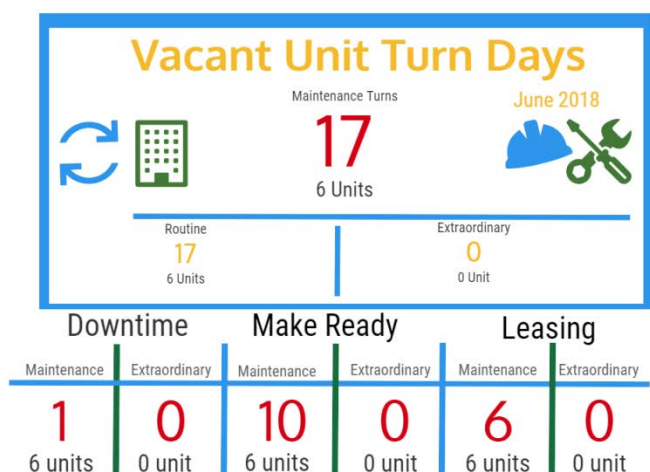 Vacant Unit Turn Days
Maintenance Turns
June 2018
17
6 Units
Routine
17
6 Units
Extraordinary
0
0 Unit
Downtime
Make Ready
Leasing
Maintenance
Extraordinary
Maintenance
Extraordinary
Maintenance
Extraordinary
1
0
10
0
6
0
6 units
0 unit
6 units
0 unit
6 units
0 unit